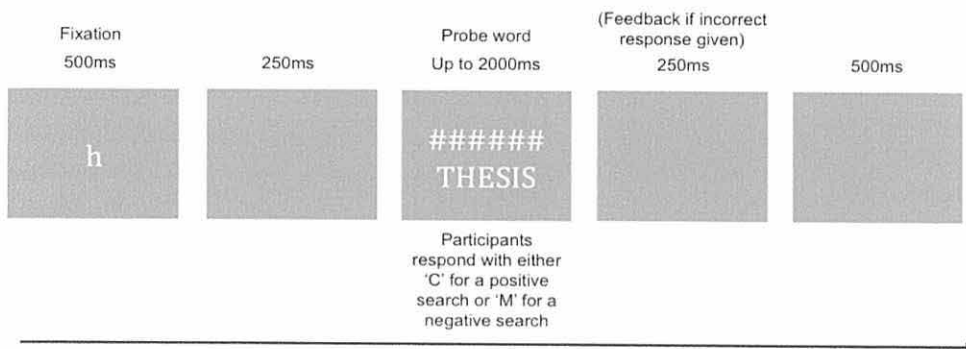 Fixation
500ms
250ms
Probe word
Up to 2000ms
(Feedback if incorrect
response given)
250ms
500ms
h
######
THESIS
Participants
respond with either
'C' for a positive
search or 'M' for a
negative search